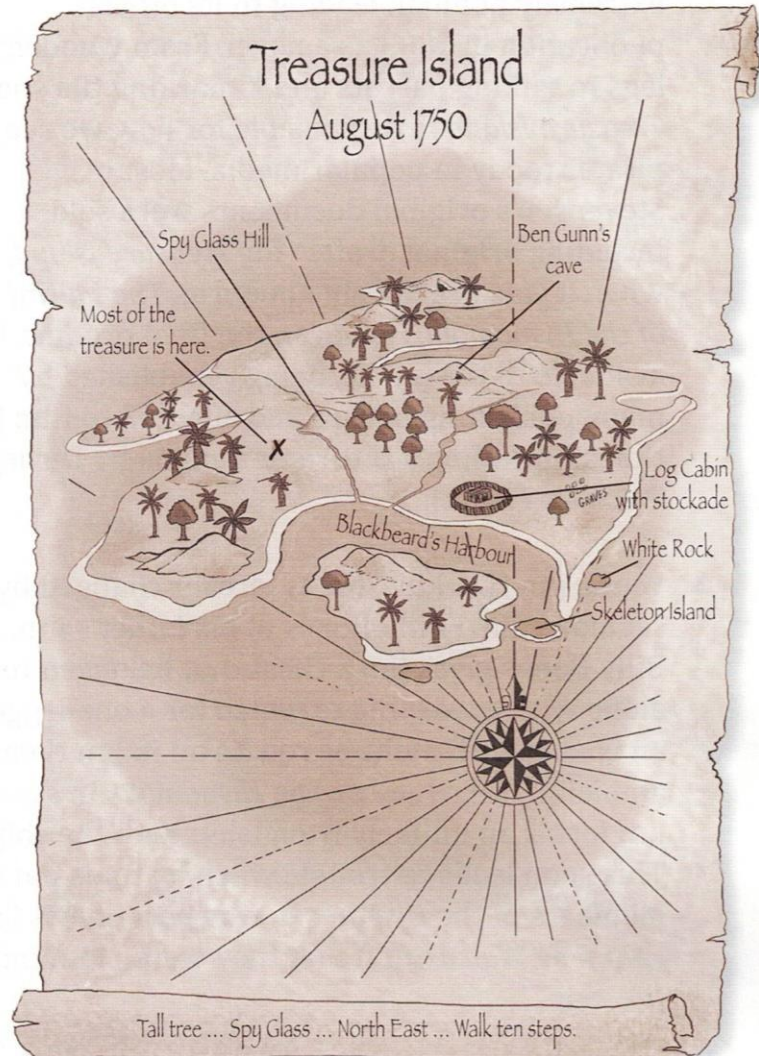 Treasure Island
August 1750
Spy Glass Hill
Ben Gunn's
cave
Most of the
treasure is here.
Log Cabin
with stockade
GRAVES
Blackbeard's Harbour
White Rock
Skeleton Island
Tall tree ... Spy Glass ... North East ... Walk ten steps.